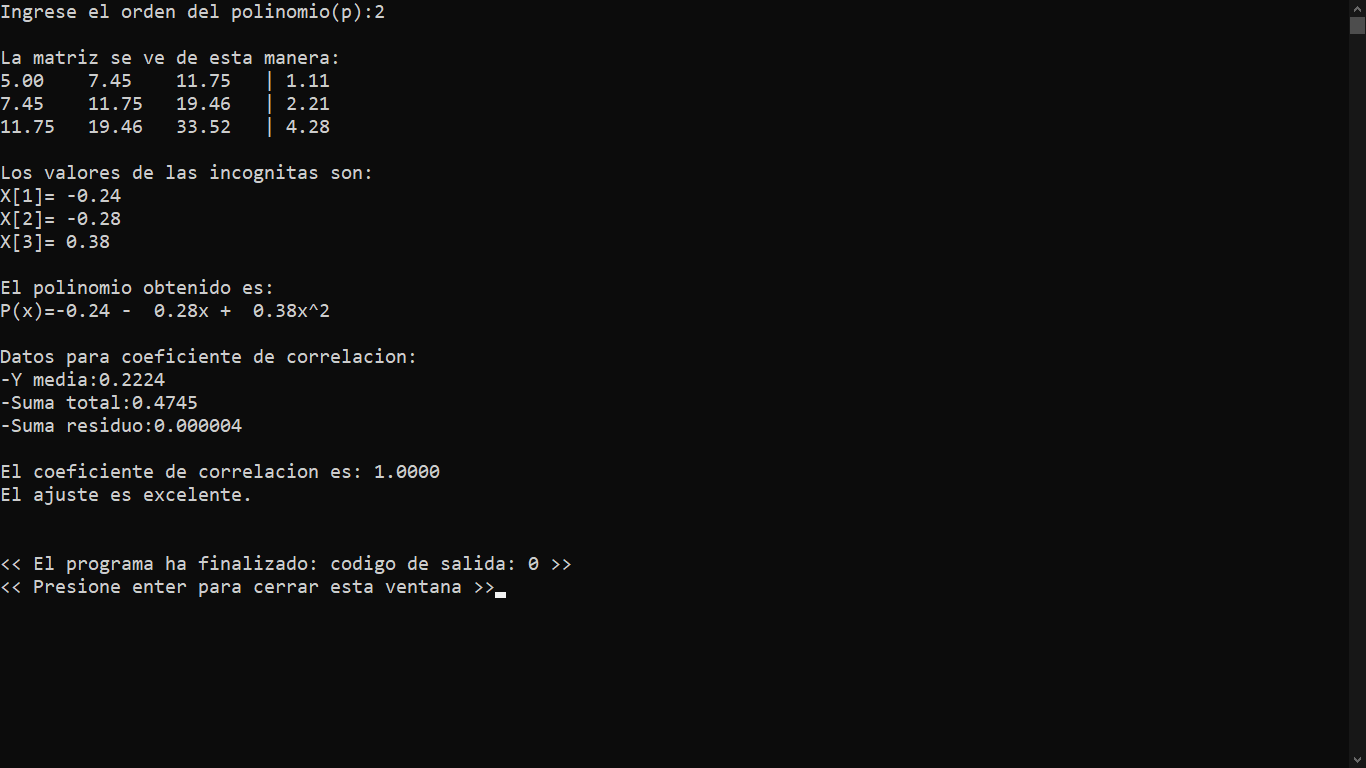 Ingrese el orden del polinomio(p):2
La matriz se ve de esta manera:
5.00    7.45    11.75   | 1.11
7.45    11.75   19.46   | 2.21
11.75   19.46   33.52   | 4.28
Los valores de las incognitas son:
X[1]= -0.24
X[2]= -0.28
X[3]= 0.38
El polinomio obtenido es:
P(x)=-0.24 -  0.28x +  0.38x^2
Datos para coeficiente de correlacion:
-Y media:0.2224
-Suma total:0.4745
-Suma residuo:0.000004
El coeficiente de correlacion es: 1.0000
El ajuste es excelente.
<< El programa ha finalizado: codigo de salida: 0 >>
<< Presione enter para cerrar esta ventana >>